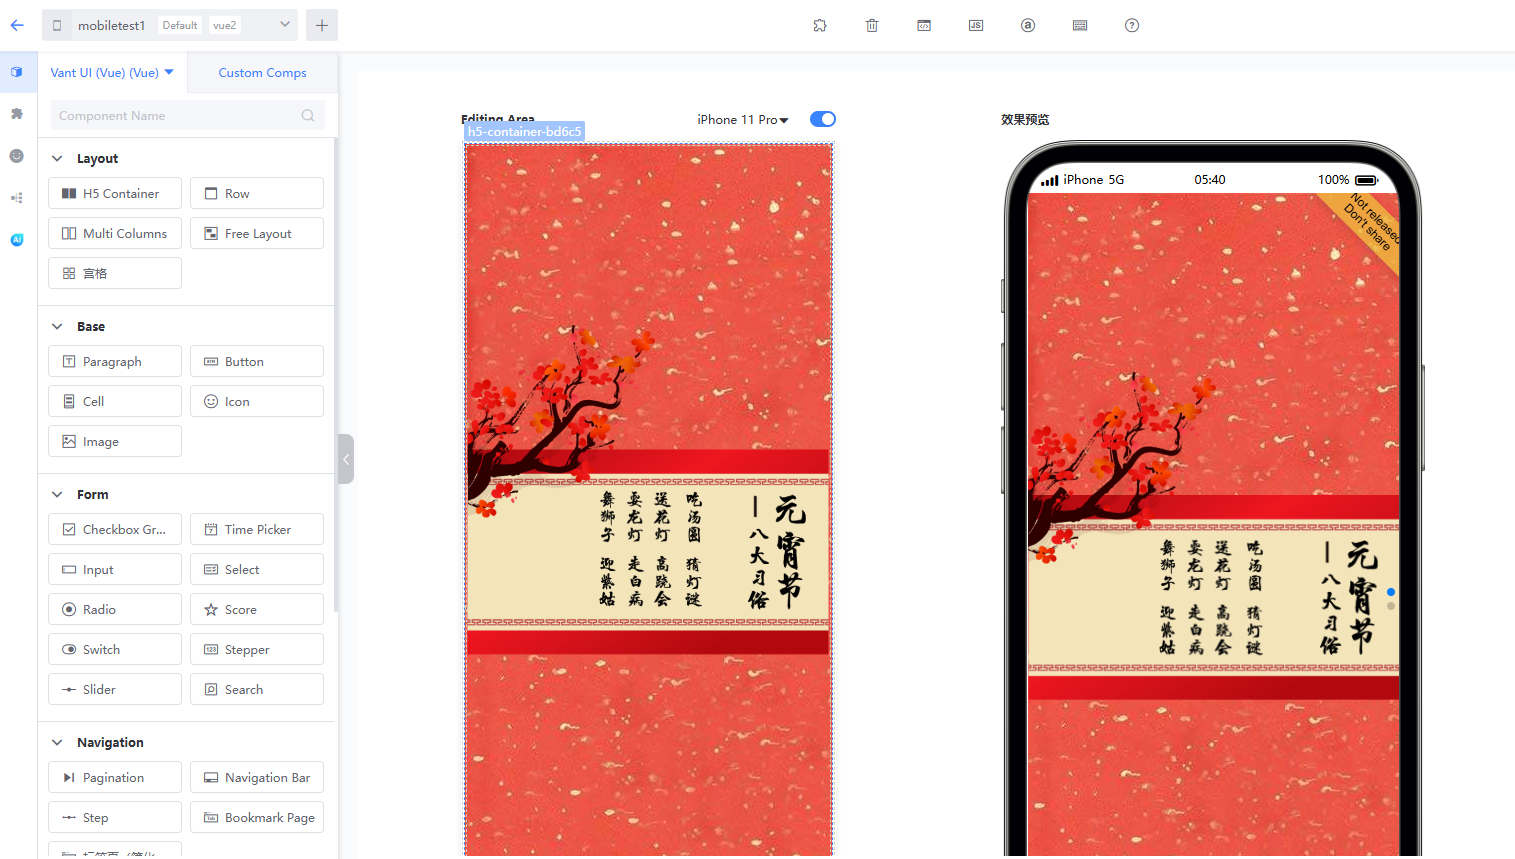 mobiletest1 Default vue2
Vant UI (Vue) (Vue) Custom Comps
Component Name
Layout
H5 Container Row
Multi Columns Free Layout
宫格
Base
Paragraph Button
Cell Icon
Image
Form
Checkbox Gr... Time Picker
Input Select
Radio Score
Switch Stepper
Slider Search
Navigation
Pagination Navigation Bar
Step Bookmark Page
JS
AI
Editing Area
iPhone 11 Pro
h5-container-bd6c5
元宵节
—八大习俗
吃汤圆 猜灯谜
送花灯 高跷会
耍龙灯 走白病
舞狮子 迎紫姑
效果预览
iPhone 5G 05:40 100%
Not released
Don't share
元宵节
—八大习俗
吃汤圆 猜灯谜
送花灯 高跷会
耍龙灯 走白病
舞狮子 迎紫姑